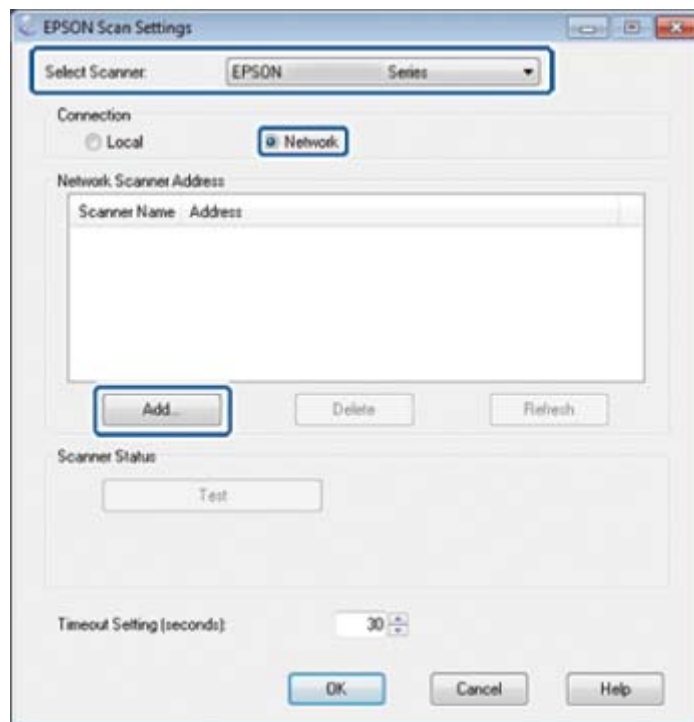 EPSON Scan Settings
Select Scanner: EPSON Series
Connection
Local Network
Network Scanner Address
Scanner Name Address
Add... Delete Refresh
Scanner Status
Test
Timeout Setting (seconds): 30
OK Cancel Help